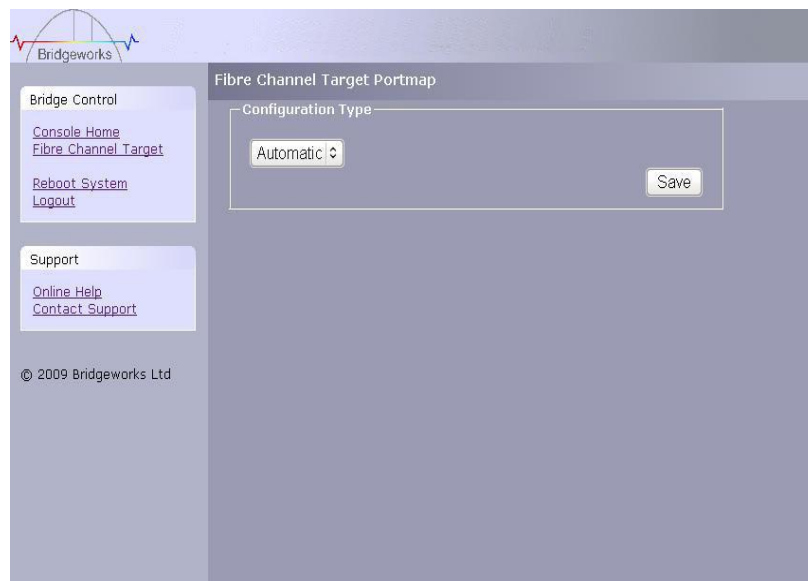 Bridgeworks
Bridge Control
Console Home
Fibre Channel Target
Reboot System
Logout
Support
Online Help
Contact Support
© 2009 Bridgeworks Ltd
Fibre Channel Target Portmap
Configuration Type
Automatic
Save